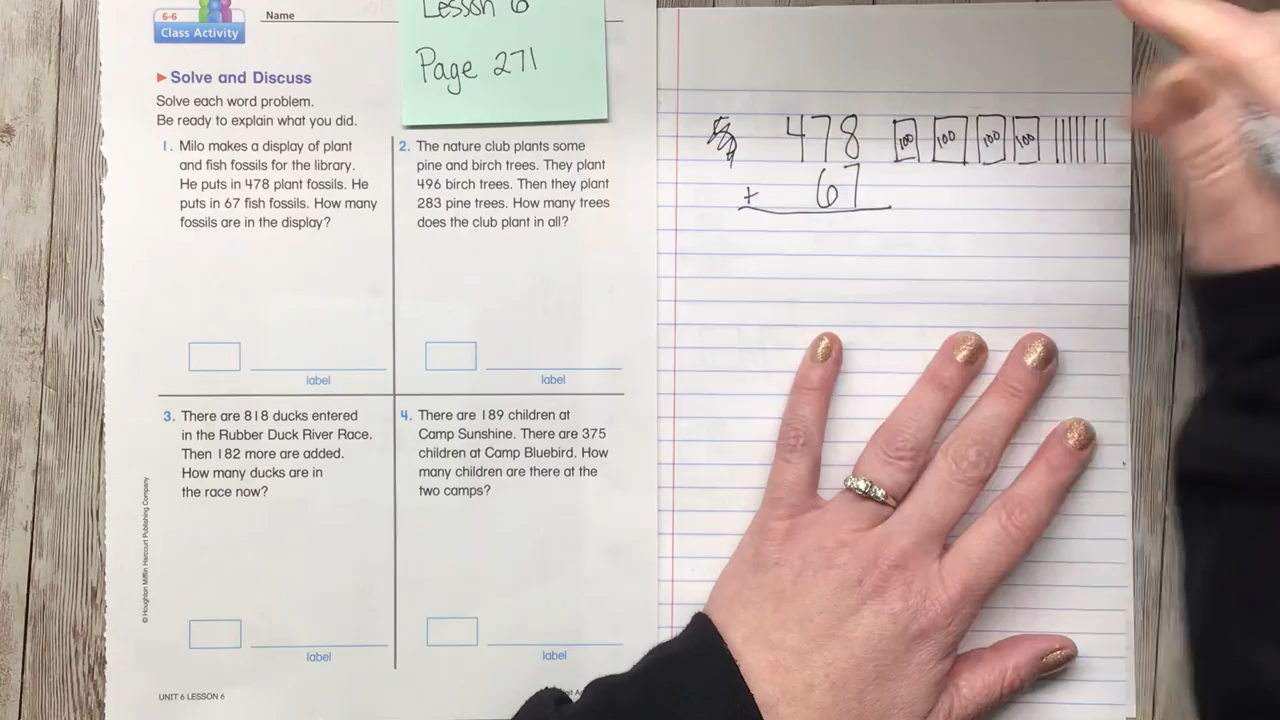 6-6
Class Activity
Name
Lesson 6
Page 271
Solve and Discuss
Solve each word problem.
Be ready to explain what you did.
1. Milo makes a display of plant
and fish fossils for the library.
He puts in 478 plant fossils. He
puts in 67 fish fossils. How many
fossils are in the display?
label
2. The nature club plants some
pine and birch trees. They plant
496 birch trees. Then they plant
283 pine trees. How many trees
does the club plant in all?
label
3. There are 818 ducks entered
in the Rubber Duck River Race.
Then 182 more are added.
How many ducks are in
the race now?
label
4. There are 189 children at
Camp Sunshine. There are 375
children at Camp Bluebird. How
many children are there at the
two camps?
label
© Houghton Mifflin Harcourt Publishing Company
UNIT 6 LESSON 6
478 100 100 100 100
+ 67